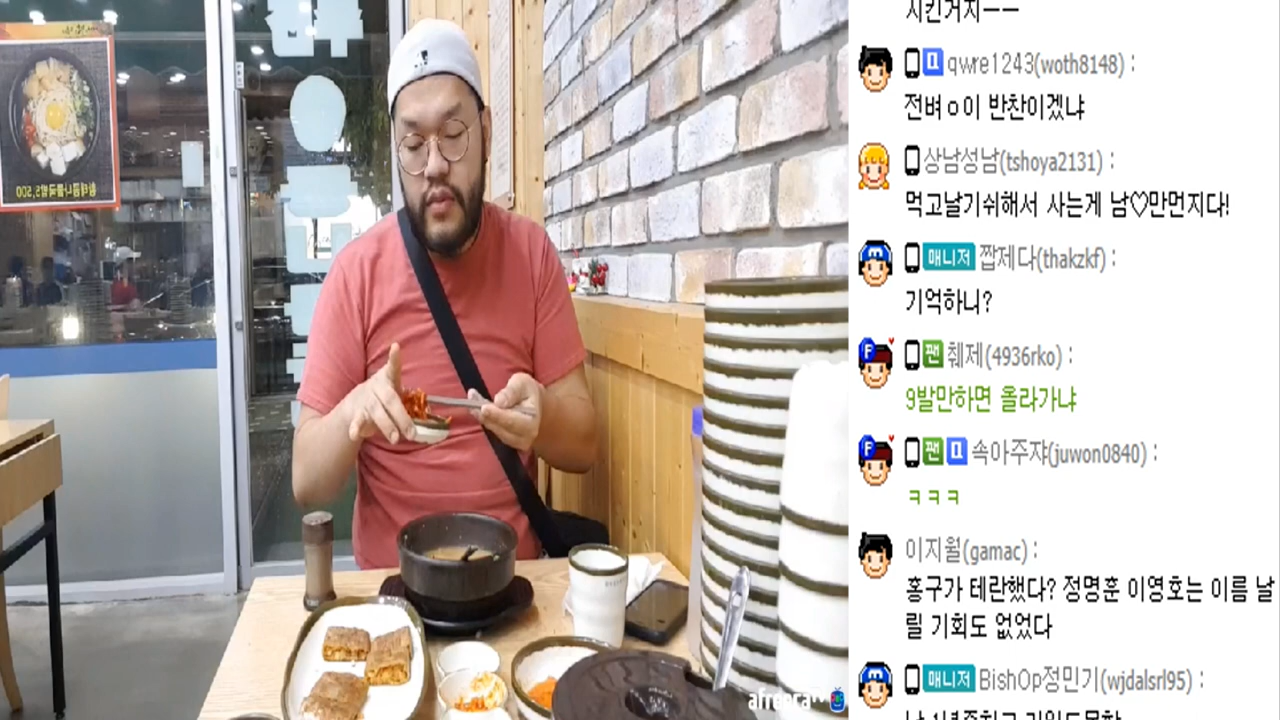 시킨거지ㅡㅡ
qwre1243(woth8148) :
전벼ㅇ이 반찬이겠냐
상남성남(tshoya2131) :
먹고날기쉬해서 사는게 남♡만먼지다!
매니저 짭제다(thakzkf) :
기억하니?
팬 췌제(4936rko) :
9발만하면 올라가냐
팬 속아주쟈(juwon0840) :
ㅋㅋㅋ
이지월(gamac) :
홍구가 테란했다? 정명훈 이영호는 이름 날
릴 기회도 없었다
매니저 BishOp정민기(wjdalsrl95) :
afreecaTV